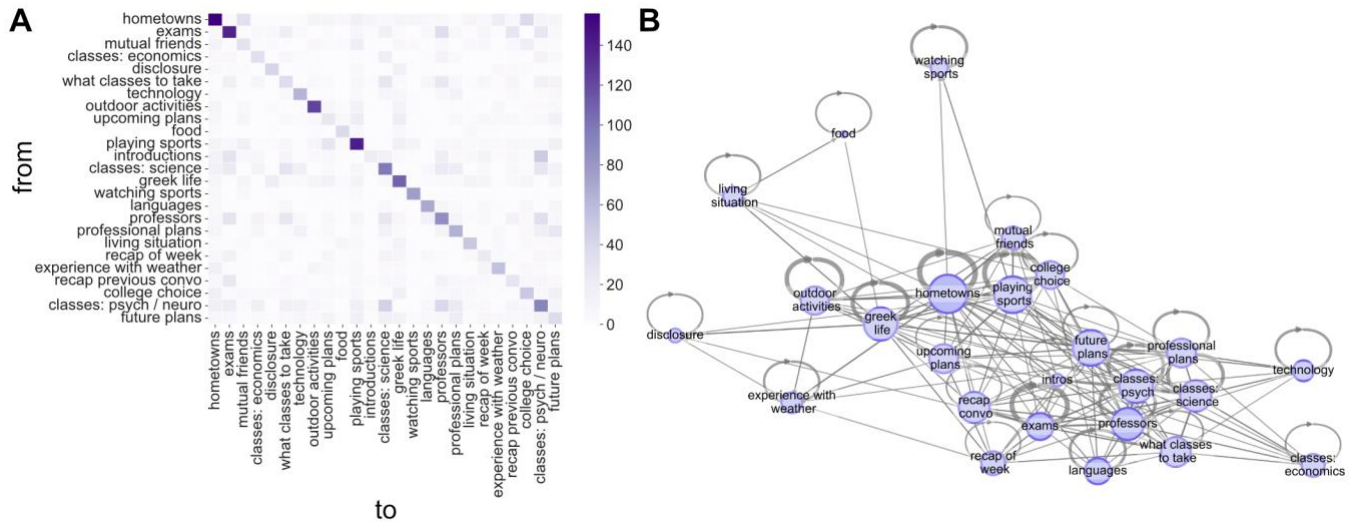 A
from
hometowns
exams
mutual friends
classes: economics
disclosure
what classes to take
technology
outdoor activities
upcoming plans
food
playing sports
introductions
classes: science
greek life
watching sports
languages
professors
professional plans
living situation
recap of week
experience with weather
recap previous convo
college choice
classes: psych / neuro
future plans
hometowns
exams
mutual friends
classes: economics
disclosure
what classes to take
technology
outdoor activities
upcoming plans
food
playing sports
introductions
classes: science
greek life
watching sports
languages
professors
professional plans
living situation
recap of week
experience with weather
recap previous convo
college choice
classes: psych / neuro
future plans
to
140
120
100
80
60
40
20
0
B
watching
sports
food
living
situation
mutual
friends
college
choice
outdoor
activities
hometowns
playing
sports
greek
life
disclosure
upcoming
plans
future
plans
professional
plans
technology
experience with
weather
intros
classes:
psych
classes:
science
recap
convo
exams
professors
what classes
to take
recap of
week
languages
classes:
economics